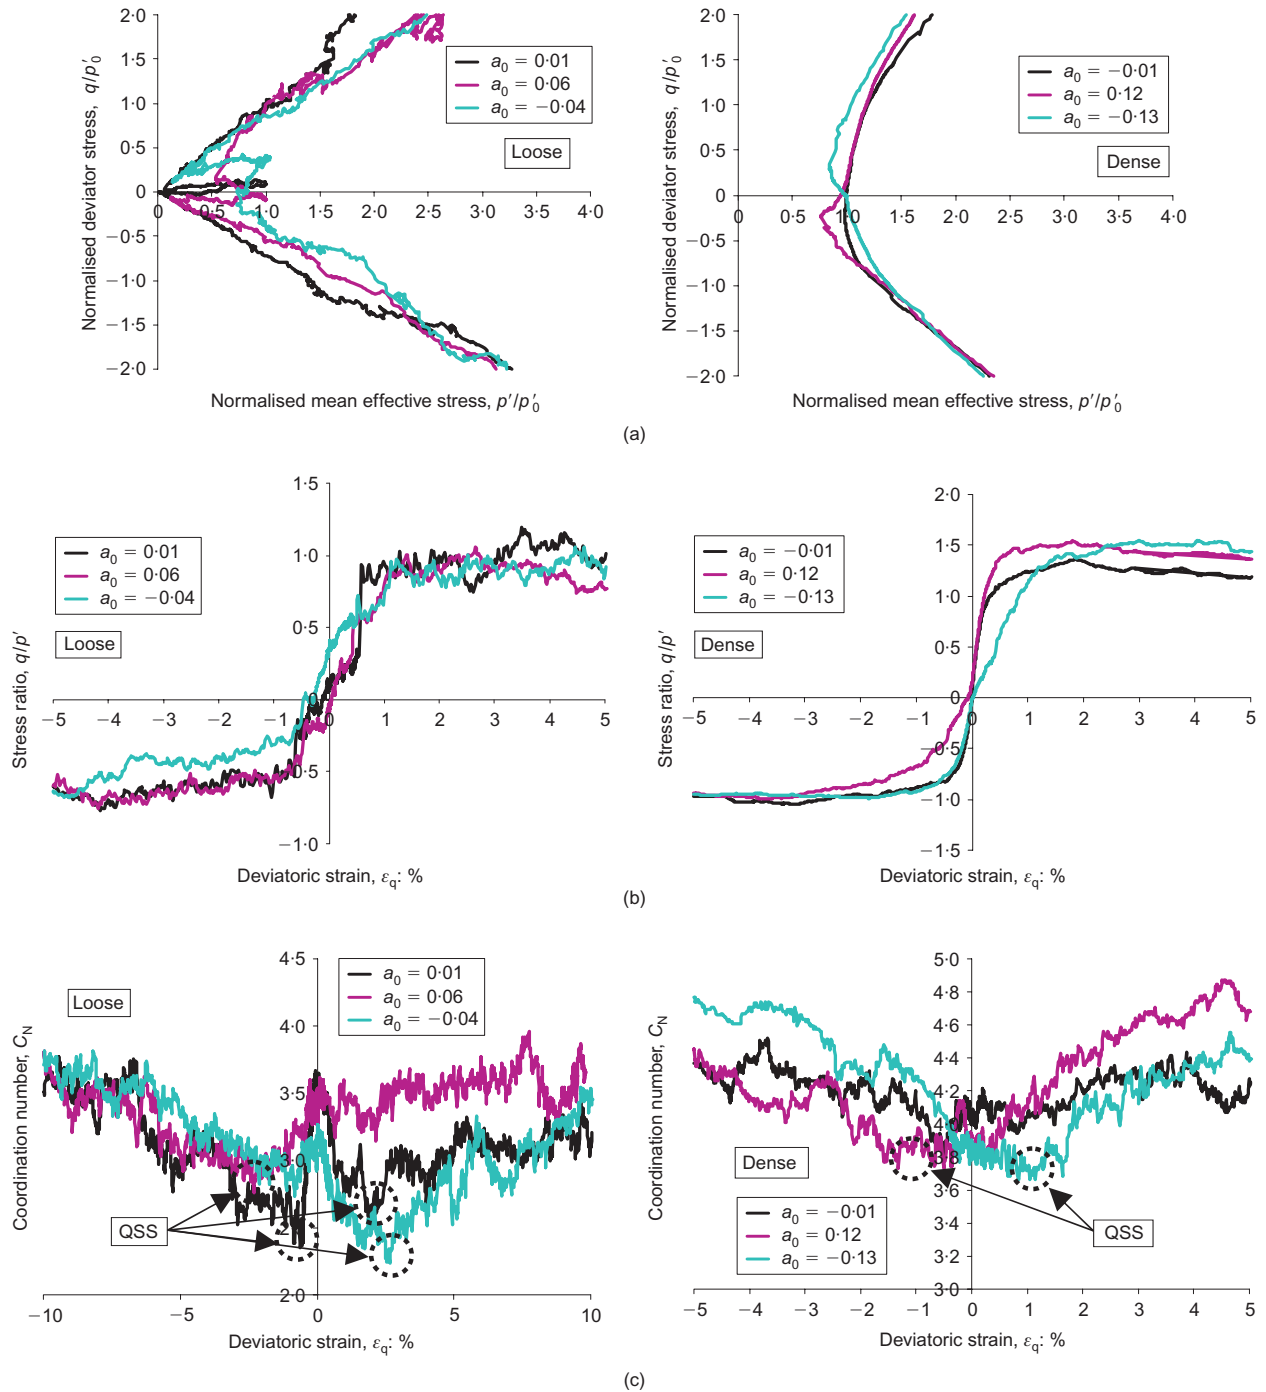 2·0
1·5
1·0
0·5
0
−0·5
−1·0
−1·5
−2·0
0
0·5
1·0
1·5
2·0
2·5
3·0
3·5
4·0
Normalised deviator stress, q/p′0
Normalised mean effective stress, p′/p′0
a0 = 0·01
a0 = 0·06
a0 = −0·04
Loose
2·0
1·5
1·0
0·5
0
−0·5
−1·0
−1·5
−2·0
0
0·5
1·0
1·5
2·0
2·5
3·0
3·5
4·0
Normalised deviator stress, q/p′0
Normalised mean effective stress, p′/p′0
a0 = −0·01
a0 = 0·12
a0 = −0·13
Dense
(a)
1·5
1·0
0·5
0
−0·5
−1·0
−5
−4
−3
−2
−1
0
1
2
3
4
5
Stress ratio, q/p′
Deviatoric strain, εq: %
a0 = 0·01
a0 = 0·06
a0 = −0·04
Loose
2·0
1·5
1·0
0·5
0
−0·5
−1·0
−1·5
−5
−4
−3
−2
−1
0
1
2
3
4
5
Stress ratio, q/p′
Deviatoric strain, εq: %
a0 = −0·01
a0 = 0·12
a0 = −0·13
Dense
(b)
4·5
4·0
3·5
3·0
2·0
−10
−5
0
5
10
Coordination number, CN
Deviatoric strain, εq: %
a0 = 0·01
a0 = 0·06
a0 = −0·04
Loose
QSS
5·0
4·8
4·6
4·4
4·2
4·0
3·8
3·6
3·4
3·2
3·0
−5
−4
−3
−2
−1
0
1
2
3
4
5
Coordination number, CN
Deviatoric strain, εq: %
Dense
a0 = −0·01
a0 = 0·12
a0 = −0·13
QSS
(c)